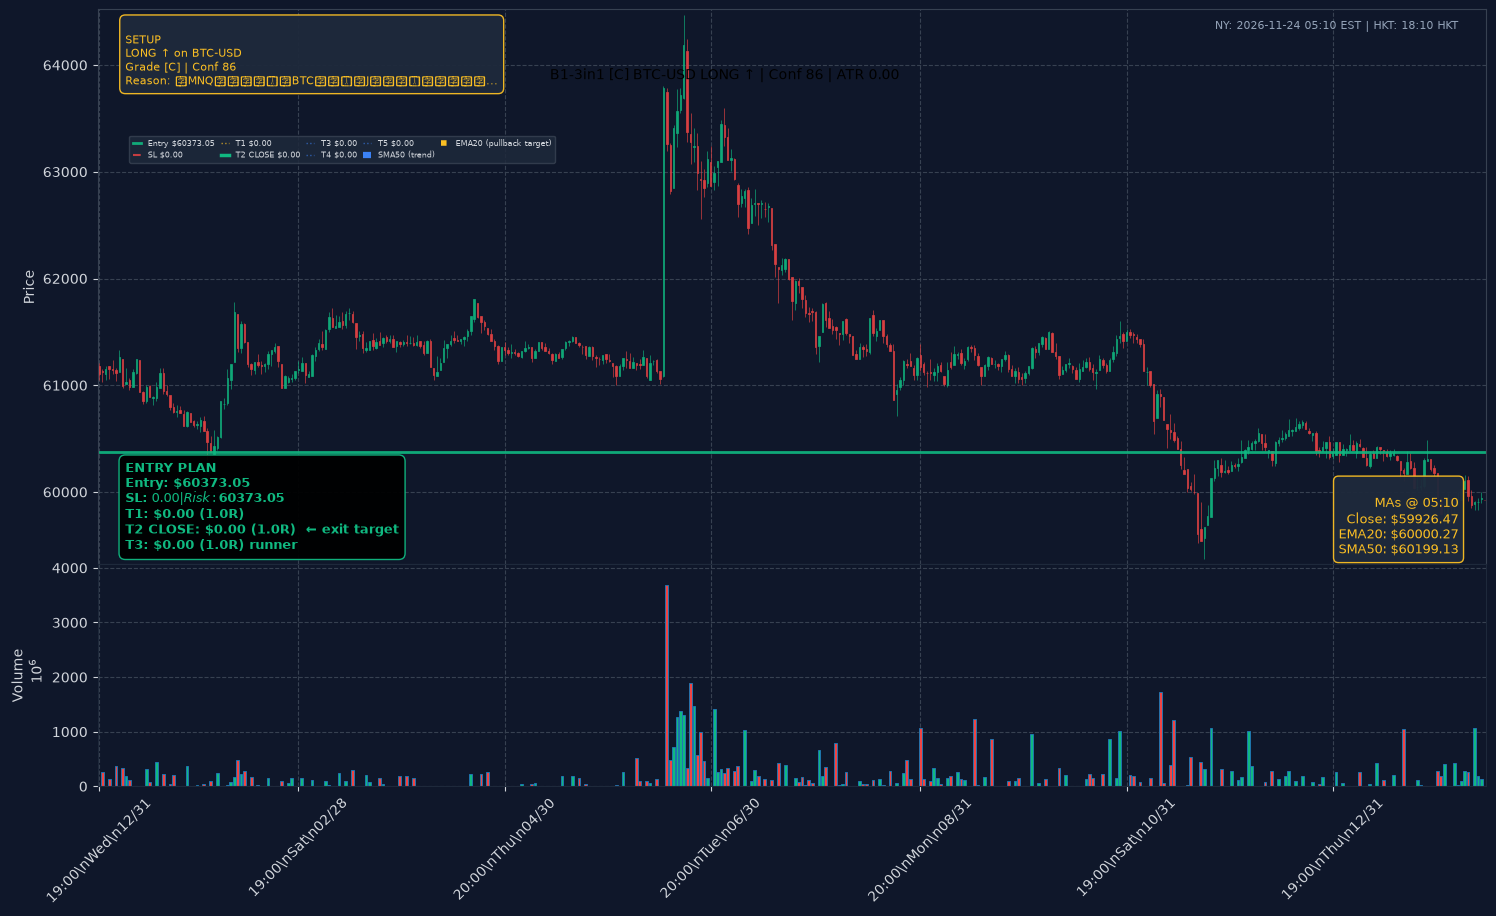 NY: 2026-11-24 05:10 EST | HKT: 18:10 HKT
SETUP
LONG ↑ on BTC-USD
Grade [C] | Conf 86
Reason: MNQ / BTC
B1-3in1 [C] BTC-USD LONG ↑ | Conf 86 | ATR 0.00
Entry $60373.05
SL $0.00
T1 $0.00
T2 CLOSE $0.00
T3 $0.00
T4 $0.00
T5 $0.00
SMA50 (trend)
EMA20 (pullback target)
Price
64000
63000
62000
61000
60000
ENTRY PLAN
Entry: $60373.05
SL: 0.00|Risk:60373.05
T1: $0.00 (1.0R)
T2 CLOSE: $0.00 (1.0R) ← exit target
T3: $0.00 (1.0R) runner
MAs @ 05:10
Close: $59926.47
EMA20: $60000.27
SMA50: $60199.13
Volume
10⁶
4000
3000
2000
1000
0
19:00\nWed\n12/31
19:00\nSat\n02/28
20:00\nThu\n04/30
20:00\nTue\n06/30
20:00\nMon\n08/31
19:00\nSat\n10/31
19:00\nThu\n12/31